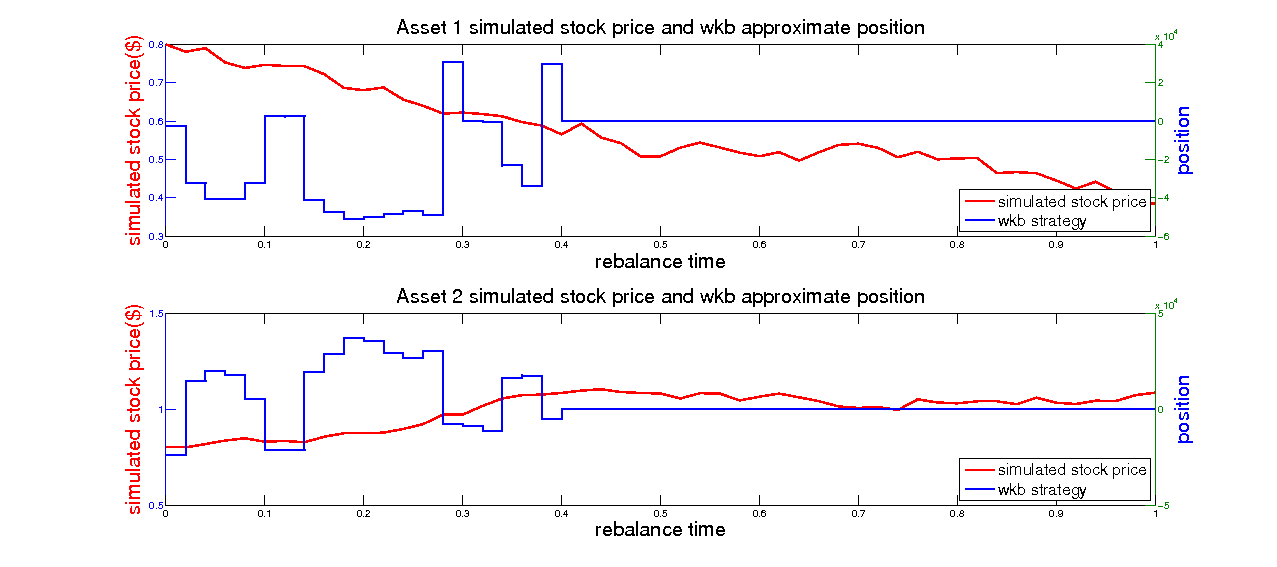 Asset 1 simulated stock price and wkb approximate position
x 10^4
simulated stock price($)
0.8
0.7
0.6
0.5
0.4
0.3
4
2
0
−2
−4
−6
position
simulated stock price
wkb strategy
0 0.1 0.2 0.3 0.4 0.5 0.6 0.7 0.8 0.9 1
rebalance time
Asset 2 simulated stock price and wkb approximate position
x 10^4
simulated stock price($)
1.5
1
0.5
5
0
−5
position
simulated stock price
wkb strategy
0 0.1 0.2 0.3 0.4 0.5 0.6 0.7 0.8 0.9 1
rebalance time